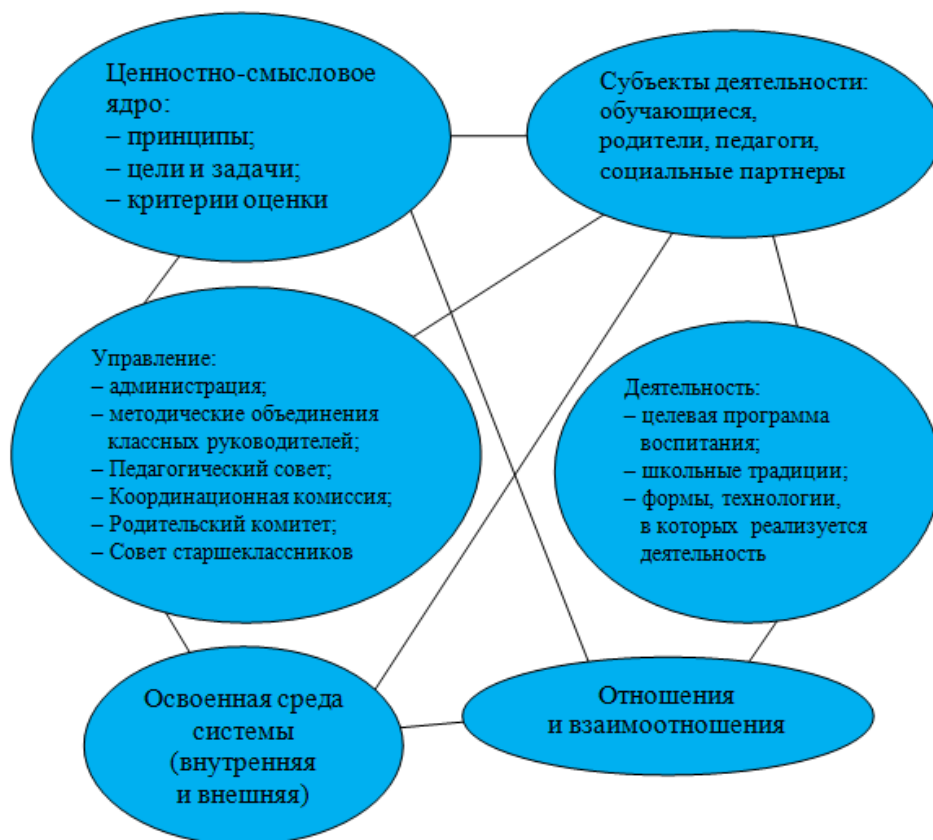 Ценностно-смысловое
ядро:
– принципы;
– цели и задачи;
– критерии оценки
Субъекты деятельности:
обучающиеся,
родители, педагоги,
социальные партнеры
Управление:
– администрация;
– методические объединения
классных руководителей;
– Педагогический совет;
– Координационная комиссия;
– Родительский комитет;
– Совет старшеклассников
Деятельность:
– целевая программа
воспитания;
– школьные традиции;
– формы, технологии,
в которых реализуется
деятельность
Освоенная среда
системы
(внутренняя
и внешняя)
Отношения
и взаимоотношения